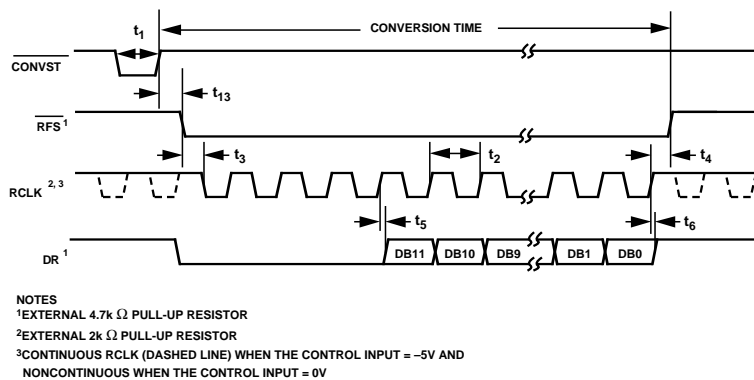 t1
CONVERSION TIME
CONVST
t13
RFS 1
t3
t2
t4
RCLK 2, 3
t5
t6
DR 1
DB11 DB10 DB9 DB1 DB0
NOTES
1EXTERNAL 4.7k Ω PULL-UP RESISTOR
2EXTERNAL 2k Ω PULL-UP RESISTOR
3CONTINUOUS RCLK (DASHED LINE) WHEN THE CONTROL INPUT = –5V AND
NONCONTINUOUS WHEN THE CONTROL INPUT = 0V